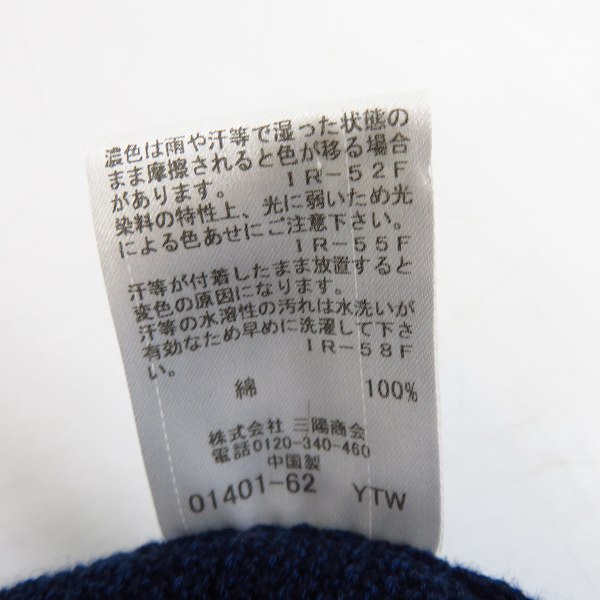 濃色は雨や汗等で湿った状態の
まま摩擦されると色が移る場合
があります。 IR-52F
染料の特性上、光に弱いため光
による色あせにご注意下さい。
IR-55F
汗等が付着したまま放置すると
変色の原因になります。
汗等の水溶性の汚れは水洗いが
有効なため早めに洗濯して下さ
い。 IR-58F
綿 100%
株式会社 三陽商会
電話0120-340-460
中国製
01401-62 YTW